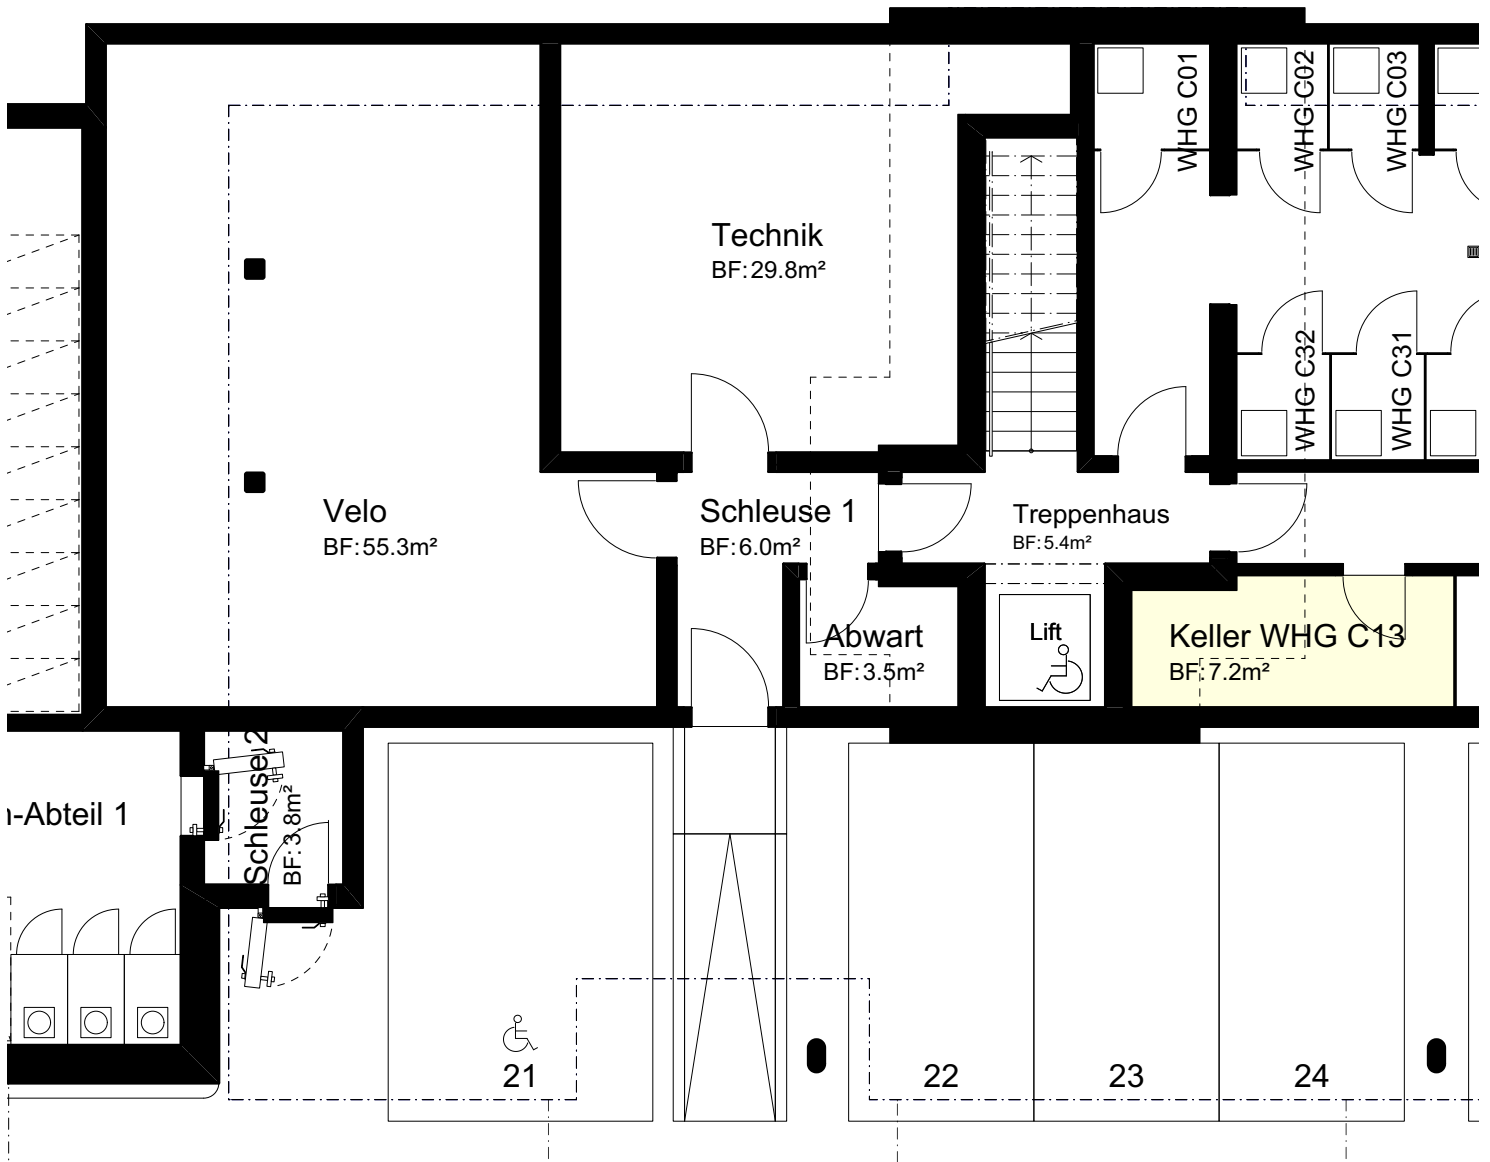 WHG C01
WHG C02
WHG C03
Technik
BF:29.8m²
WHG C32
WHG C31
Velo
BF:55.3m²
Schleuse 1
BF:6.0m²
Treppenhaus
BF:5.4m²
Abwart
BF:3.5m²
Lift
Keller WHG C13
BF:7.2m²
Schleuse 2
BF:3.8m²
-Abteil 1
21
22
23
24